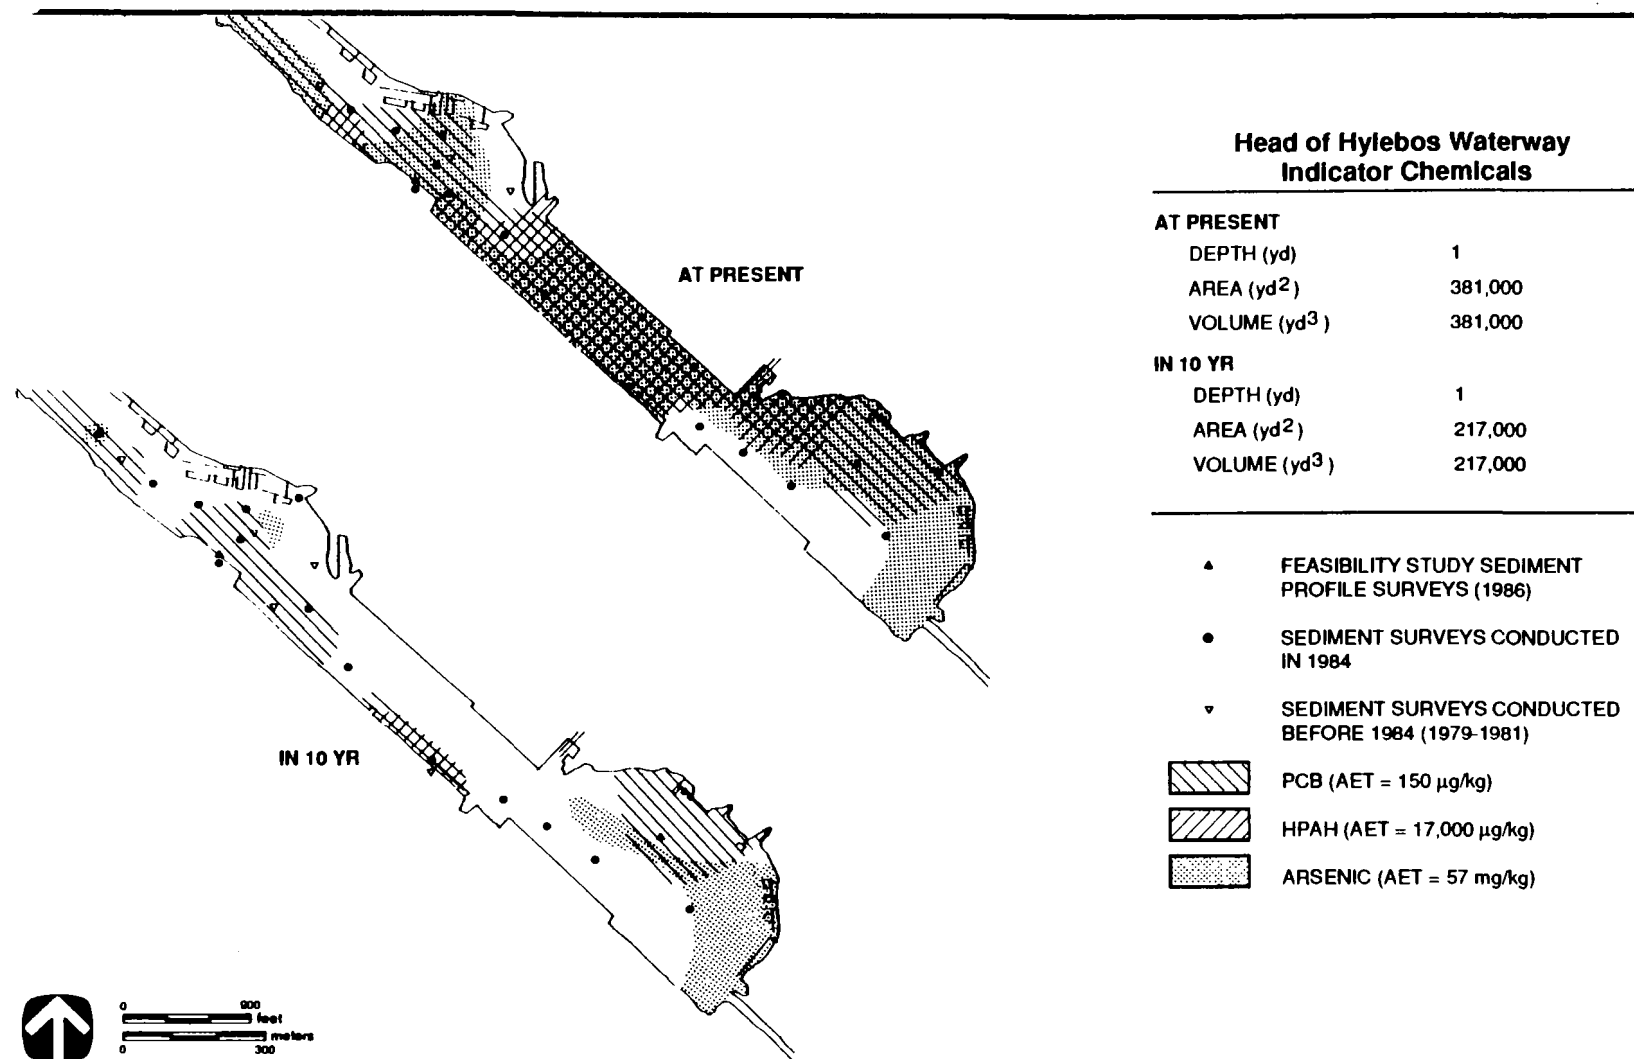 Head of Hylebos Waterway
Indicator Chemicals
AT PRESENT
DEPTH (yd) 1
AREA (yd2) 381,000
VOLUME (yd3) 381,000
IN 10 YR
DEPTH (yd) 1
AREA (yd2) 217,000
VOLUME (yd3) 217,000
FEASIBILITY STUDY SEDIMENT
PROFILE SURVEYS (1986)
SEDIMENT SURVEYS CONDUCTED
IN 1984
SEDIMENT SURVEYS CONDUCTED
BEFORE 1984 (1979-1981)
PCB (AET = 150 µg/kg)
HPAH (AET = 17,000 µg/kg)
ARSENIC (AET = 57 mg/kg)
AT PRESENT
IN 10 YR
0 900
feet
meters
0 300